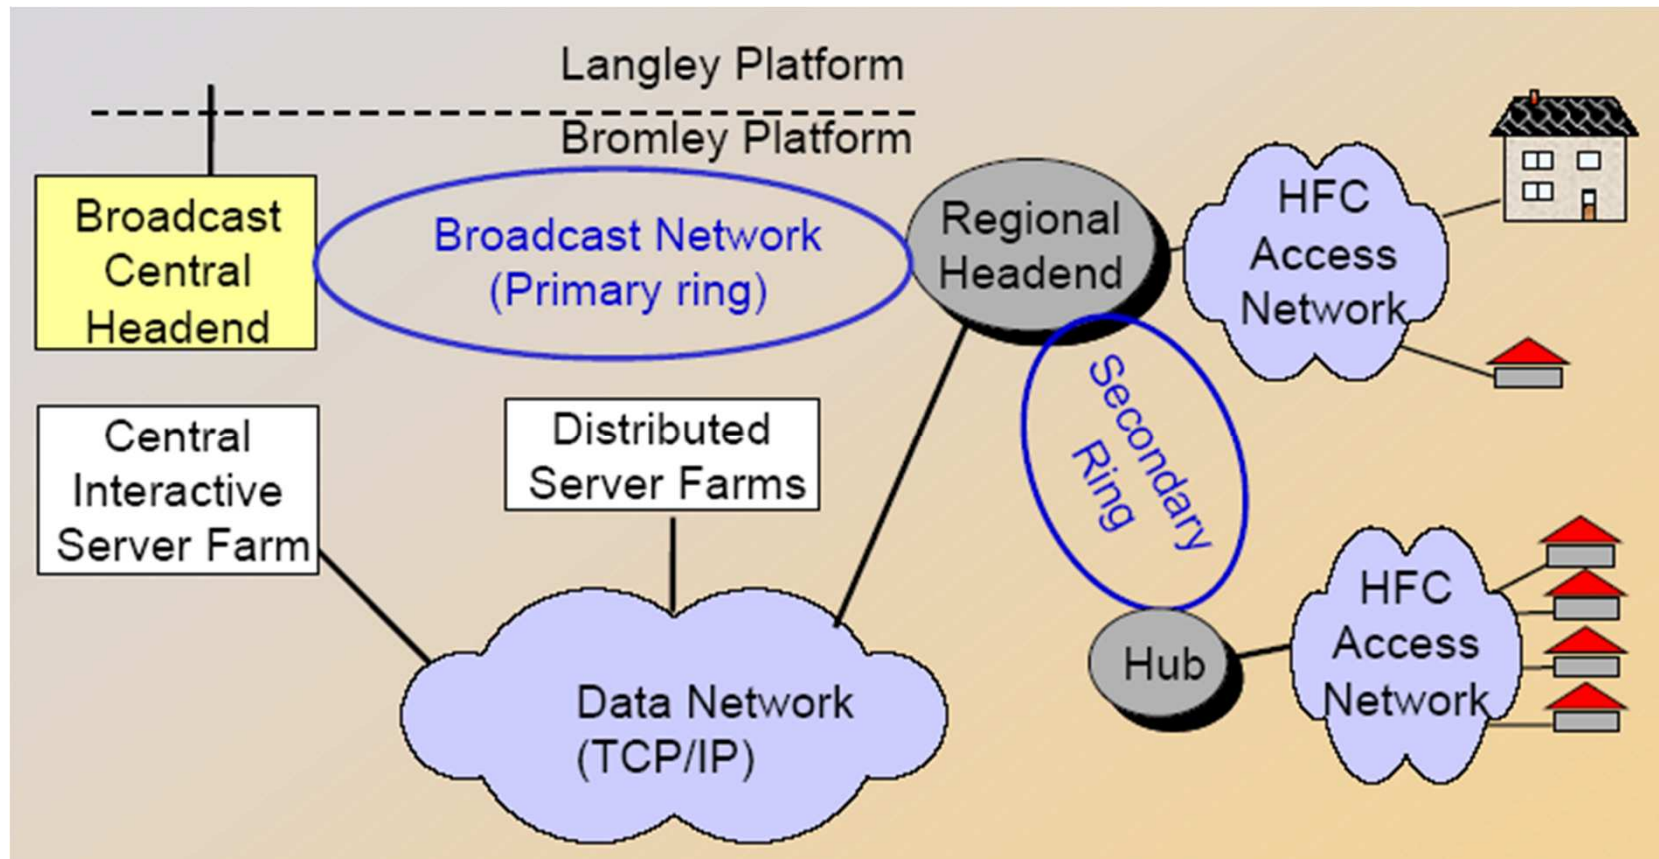 Langley Platform
Bromley Platform
Broadcast
Central
Headend
Broadcast Network
(Primary ring)
Regional
Headend
HFC
Access
Network
Central
Interactive
Server Farm
Distributed
Server Farms
Secondary
Ring
Data Network
(TCP/IP)
Hub
HFC
Access
Network